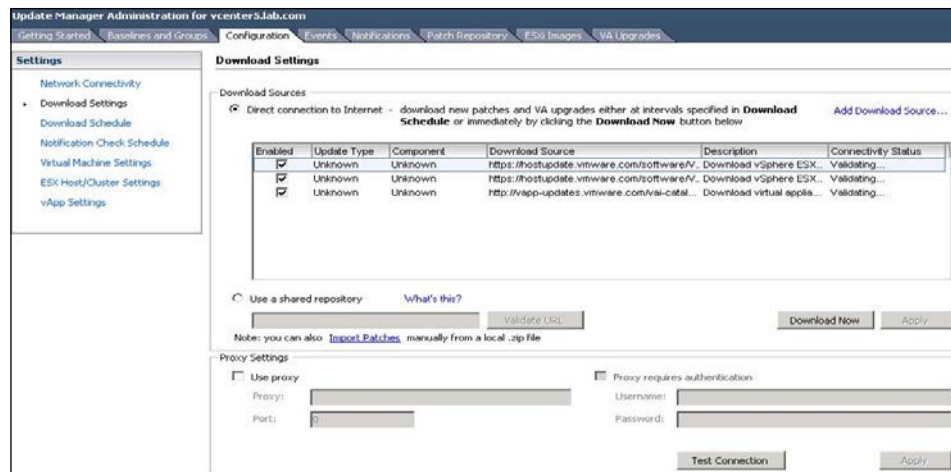 Update Manager Administration for vcenter5.lab.com
Getting Started Baselines and Groups Configuration Events Notifications Patch Repository ESXi Images VA Upgrades
Settings
Network Connectivity
Download Settings
Download Schedule
Notification Check Schedule
Virtual Machine Settings
ESX Host/Cluster Settings
vApp Settings
Download Settings
Download Sources
Direct connection to Internet - download new patches and VA upgrades either at intervals specified in Download
Schedule or immediately by clicking the Download Now button below
Add Download Source...
Enabled Update Type Component Download Source Description Connectivity Status
Unknown Unknown https://hostupdate.vmware.com/software/V.. Download vSphere ESX... Validating...
Unknown Unknown https://hostupdate.vmware.com/software/V.. Download vSphere ESX... Validating...
Unknown Unknown http://vapp-updates.vmware.com/vai-catal... Download virtual applia... Validating...
Use a shared repository What's this?
Validate URL Download Now Apply
Note: you can also Import Patches manually from a local .zip file
Proxy Settings
Use proxy Proxy requires authentication
Proxy: Username:
Port: 0 Password:
Test Connection Apply